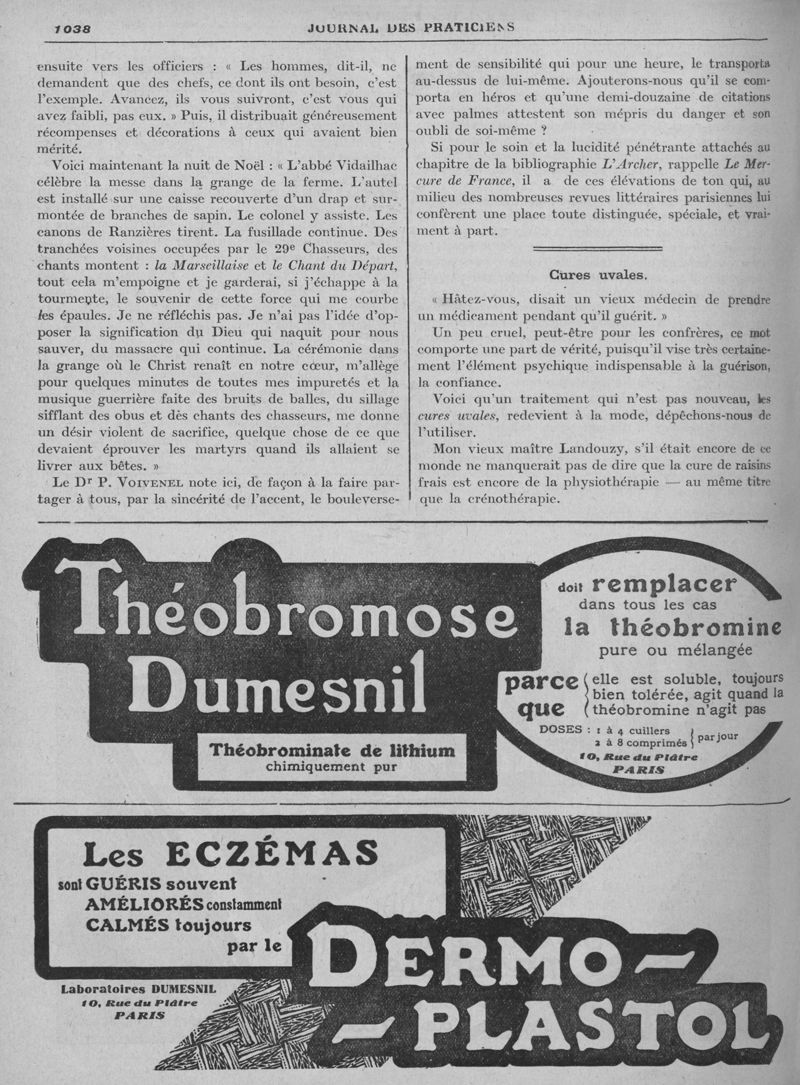 1038
JOURNAL DES PRATICIENS
ensuite vers les officiers : « Les hommes, dit-il, ne
demandent que des chefs, ce dont ils ont besoin, c'est
l'exemple. Avancez, ils vous suivront, c'est vous qui
avez faibli, pas eux. » Puis, il distribuait généreusement
récompenses et décorations à ceux qui avaient bien
mérité.
Voici maintenant la nuit de Noël : « L'abbé Vidailhac
célèbre la messe dans la grange de la ferme. L'autel
est installé sur une caisse recouverte d'un drap et sur-
montée de branches de sapin. Le colonel y assiste. Les
canons de Ranzières tirent. La fusillade continue. Des
tranchées voisines occupées par le 29e Chasseurs, des
chants montent : la Marseillaise et le Chant du Départ,
tout cela m'empoigne et je garderai, si j'échappe à la
tourmente, le souvenir de cette force qui me courbe
les épaules. Je ne réfléchis pas. Je n'ai pas l'idée d'op-
poser la signification du Dieu qui naquit pour nous
sauver, du massacre qui continue. La cérémonie dans
la grange où le Christ renaît en notre cœur, m'allège
pour quelques minutes de toutes mes impuretés et la
musique guerrière faite des bruits de balles, du sillage
sifflant des obus et dès chants des chasseurs, me donne
un désir violent de sacrifice, quelque chose de ce que
devaient éprouver les martyrs quand ils allaient se
livrer aux bêtes. »
Le Dr P. VOIVENEL note ici, de façon à la faire par-
tager à tous, par la sincérité de l'accent, le bouleverse-
ment de sensibilité qui pour une heure, le transporta
au-dessus de lui-même. Ajouterons-nous qu'il se com-
porta en héros et qu'une demi-douzaine de citations
avec palmes attestent son mépris du danger et son
oubli de soi-même ?
Si pour le soin et la lucidité pénétrante attachés au
chapitre de la bibliographie L'Archer, rappelle Le Mer-
cure de France, il a de ces élévations de ton qui, au
milieu des nombreuses revues littéraires parisiennes lui
confèrent une place toute distinguée, spéciale, et vrai-
ment à part.
Cures uvales.
« Hâtez-vous, disait un vieux médecin de prendre
un médicament pendant qu'il guérit. »
Un peu cruel, peut-être pour les confrères, ce mot
comporte une part de vérité, puisqu'il vise très certaine-
ment l'élément psychique indispensable à la guérison,
la confiance.
Voici qu'un traitement qui n'est pas nouveau, les
cures uvales, redevient à la mode, dépêchons-nous de
l'utiliser.
Mon vieux maître Landouzy, s'il était encore de ce
monde ne manquerait pas de dire que la cure de raisins
frais est encore de la physiothérapie — au même titre
que la crénothérapie.
Théobromose
Dumesnil
Théobrominate de lithium
chimiquement pur
doit remplacer
dans tous les cas
la théobromine
pure ou mélangée
parce que
elle est soluble, toujours
bien tolérée, agit quand la
théobromine n'agit pas
DOSES : 1 à 4 cuillers
2 à 8 comprimés
par jour
10, Rue du Plâtre
PARIS
Les ECZÉMAS
sont GUÉRIS souvent
AMÉLIORÉS constamment
CALMÉS toujours
par le
DERMO-
-PLASTOL
Laboratoires DUMESNIL
10, Rue du Plâtre
PARIS